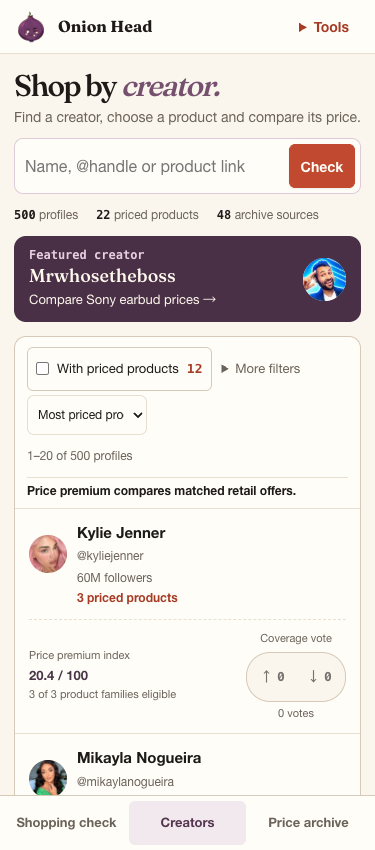 Onion Head
▶ Tools
Shop by creator.
Find a creator, choose a product and compare its price.
Name, @handle or product link
Check
500 profiles 22 priced products 48 archive sources
Featured creator
Mrwhosetheboss
Compare Sony earbud prices →
With priced products 12
▶ More filters
Most priced pro
1–20 of 500 profiles
Price premium compares matched retail offers.
Kylie Jenner
@kyliejenner
60M followers
3 priced products
Price premium index
20.4 / 100
3 of 3 product families eligible
Coverage vote
↑ 0 ↓ 0
0 votes
Mikayla Nogueira
@mikaylanogueira
Shopping check
Creators
Price archive